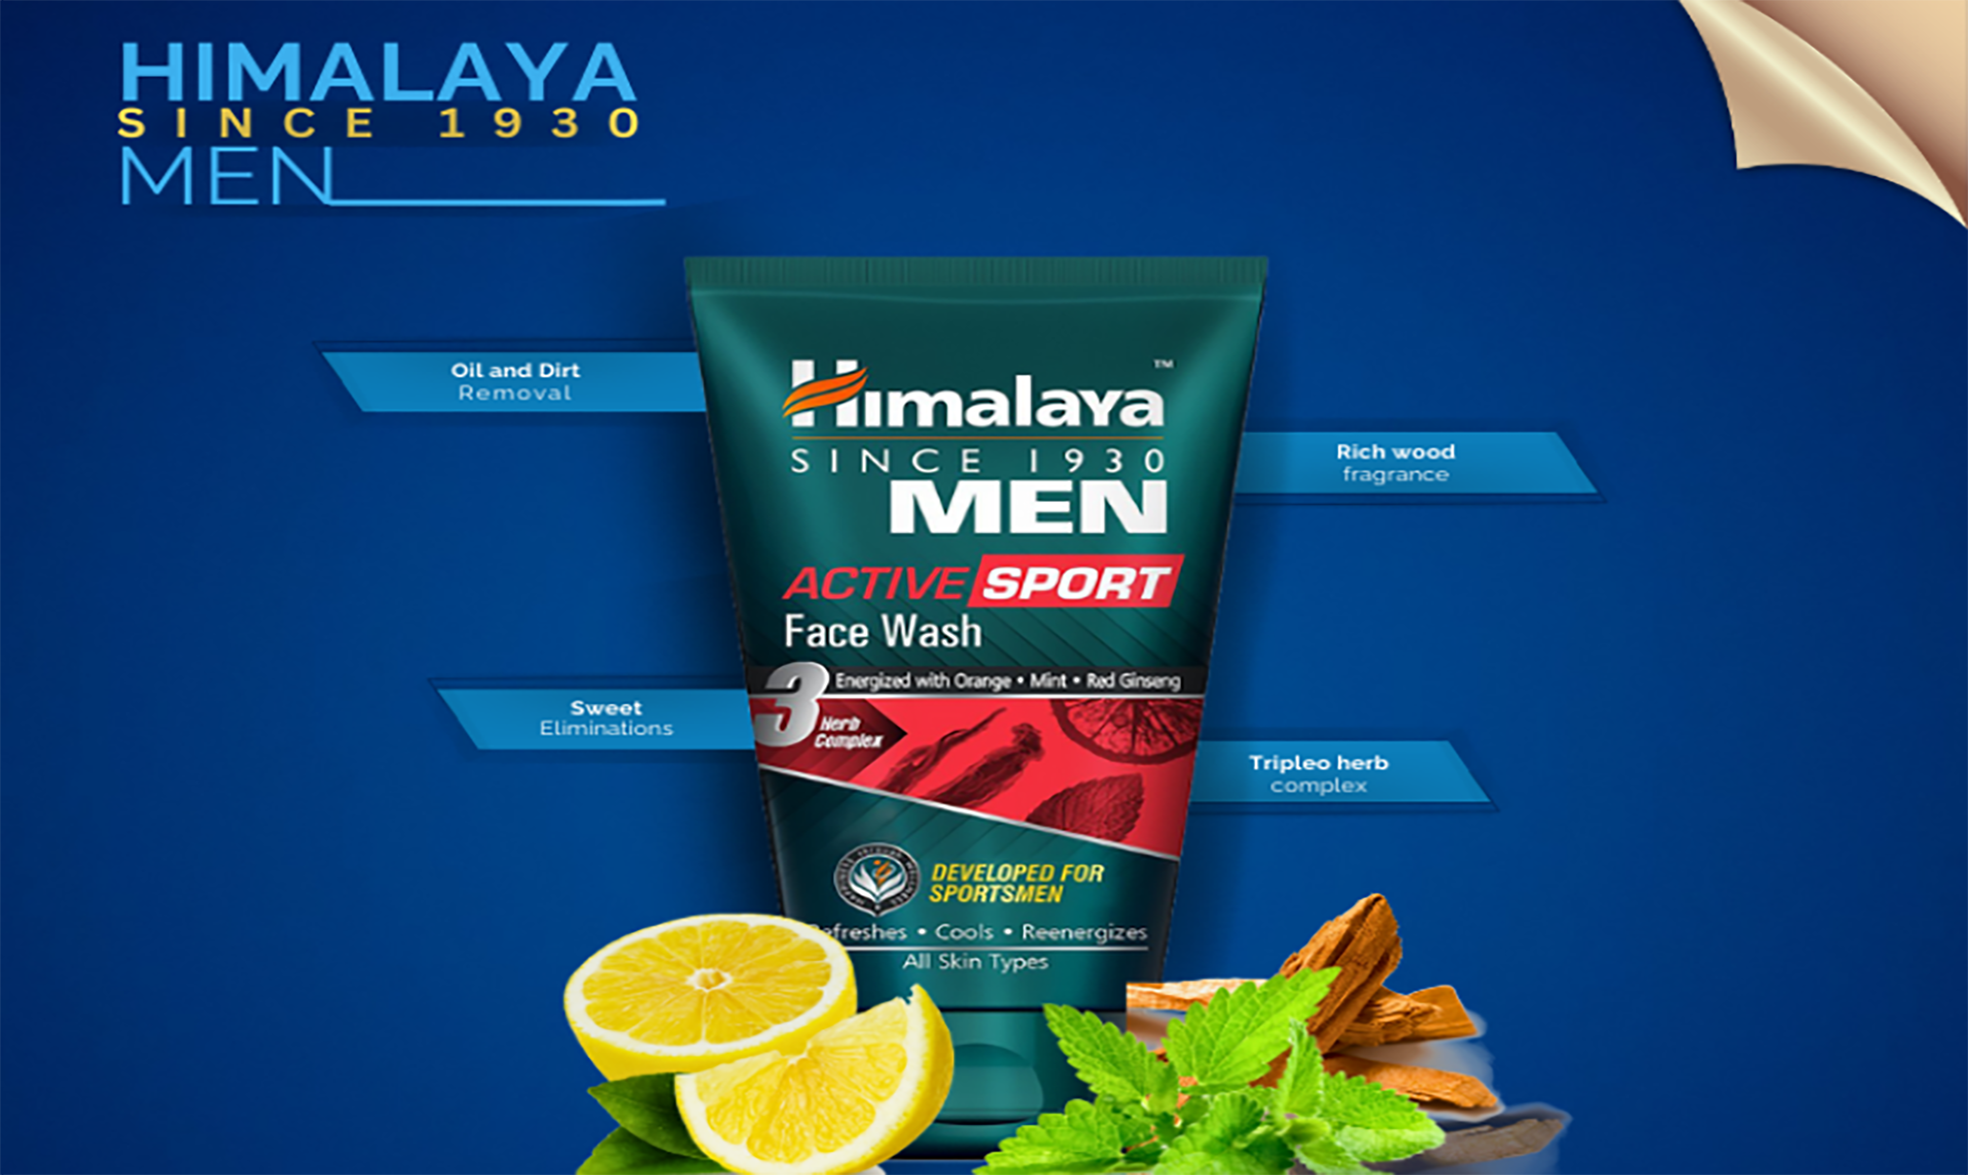 HIMALAYA
SINCE 1930
MEN
Oil and Dirt
Removal
Rich wood
fragrance
Sweet
Eliminations
Tripleo herb
complex
Himalaya™
SINCE 1930
MEN
ACTIVE SPORT
Face Wash
Energized with Orange • Mint • Red Ginseng
3 Herb
Complex
DEVELOPED FOR
SPORTSMEN
efreshes • Cools • Reenergizes
All Skin Types